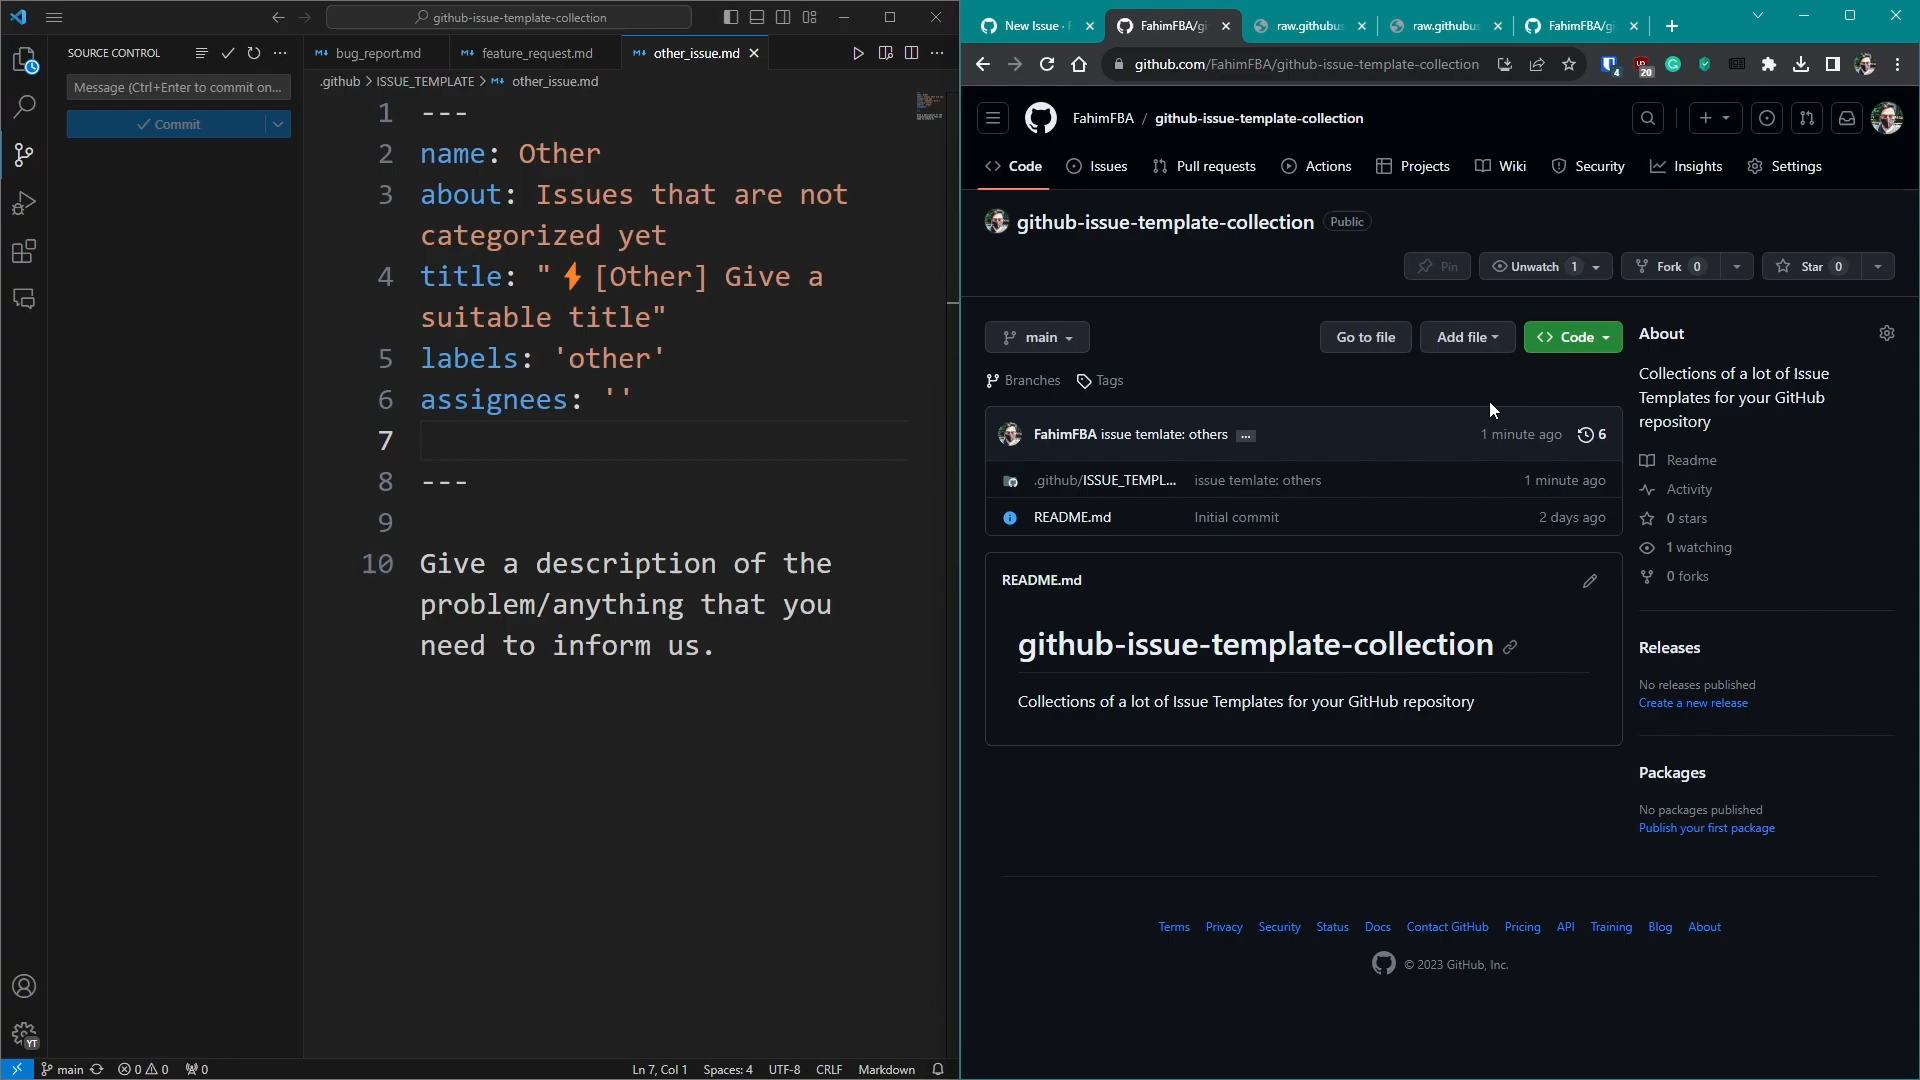 github-issue-template-collection
SOURCE CONTROL
Message (Ctrl+Enter to commit on...
Commit
bug_report.md
feature_request.md
other_issue.md
.github > ISSUE_TEMPLATE > other_issue.md
1 ---
2 name: Other
3 about: Issues that are not
categorized yet
4 title: "⚡[Other] Give a
suitable title"
5 labels: 'other'
6 assignees: ''
7
8 ---
9
10 Give a description of the
problem/anything that you
need to inform us.
YT
main
0 0
0
Ln 7, Col 1
Spaces: 4
UTF-8
CRLF
Markdown
New Issue ·
FahimFBA/gi
raw.githubus
raw.githubus
FahimFBA/gi
github.com/FahimFBA/github-issue-template-collection
4
20
FahimFBA / github-issue-template-collection
Code
Issues
Pull requests
Actions
Projects
Wiki
Security
Insights
Settings
github-issue-template-collection
Public
Pin
Unwatch 1
Fork 0
Star 0
main
Go to file
Add file
Code
Branches
Tags
FahimFBA issue temlate: others ...
1 minute ago
6
.github/ISSUE_TEMPL...
issue temlate: others
1 minute ago
README.md
Initial commit
2 days ago
README.md
github-issue-template-collection
Collections of a lot of Issue Templates for your GitHub repository
About
Collections of a lot of Issue
Templates for your GitHub
repository
Readme
Activity
0 stars
1 watching
0 forks
Releases
No releases published
Create a new release
Packages
No packages published
Publish your first package
Terms
Privacy
Security
Status
Docs
Contact GitHub
Pricing
API
Training
Blog
About
© 2023 GitHub, Inc.